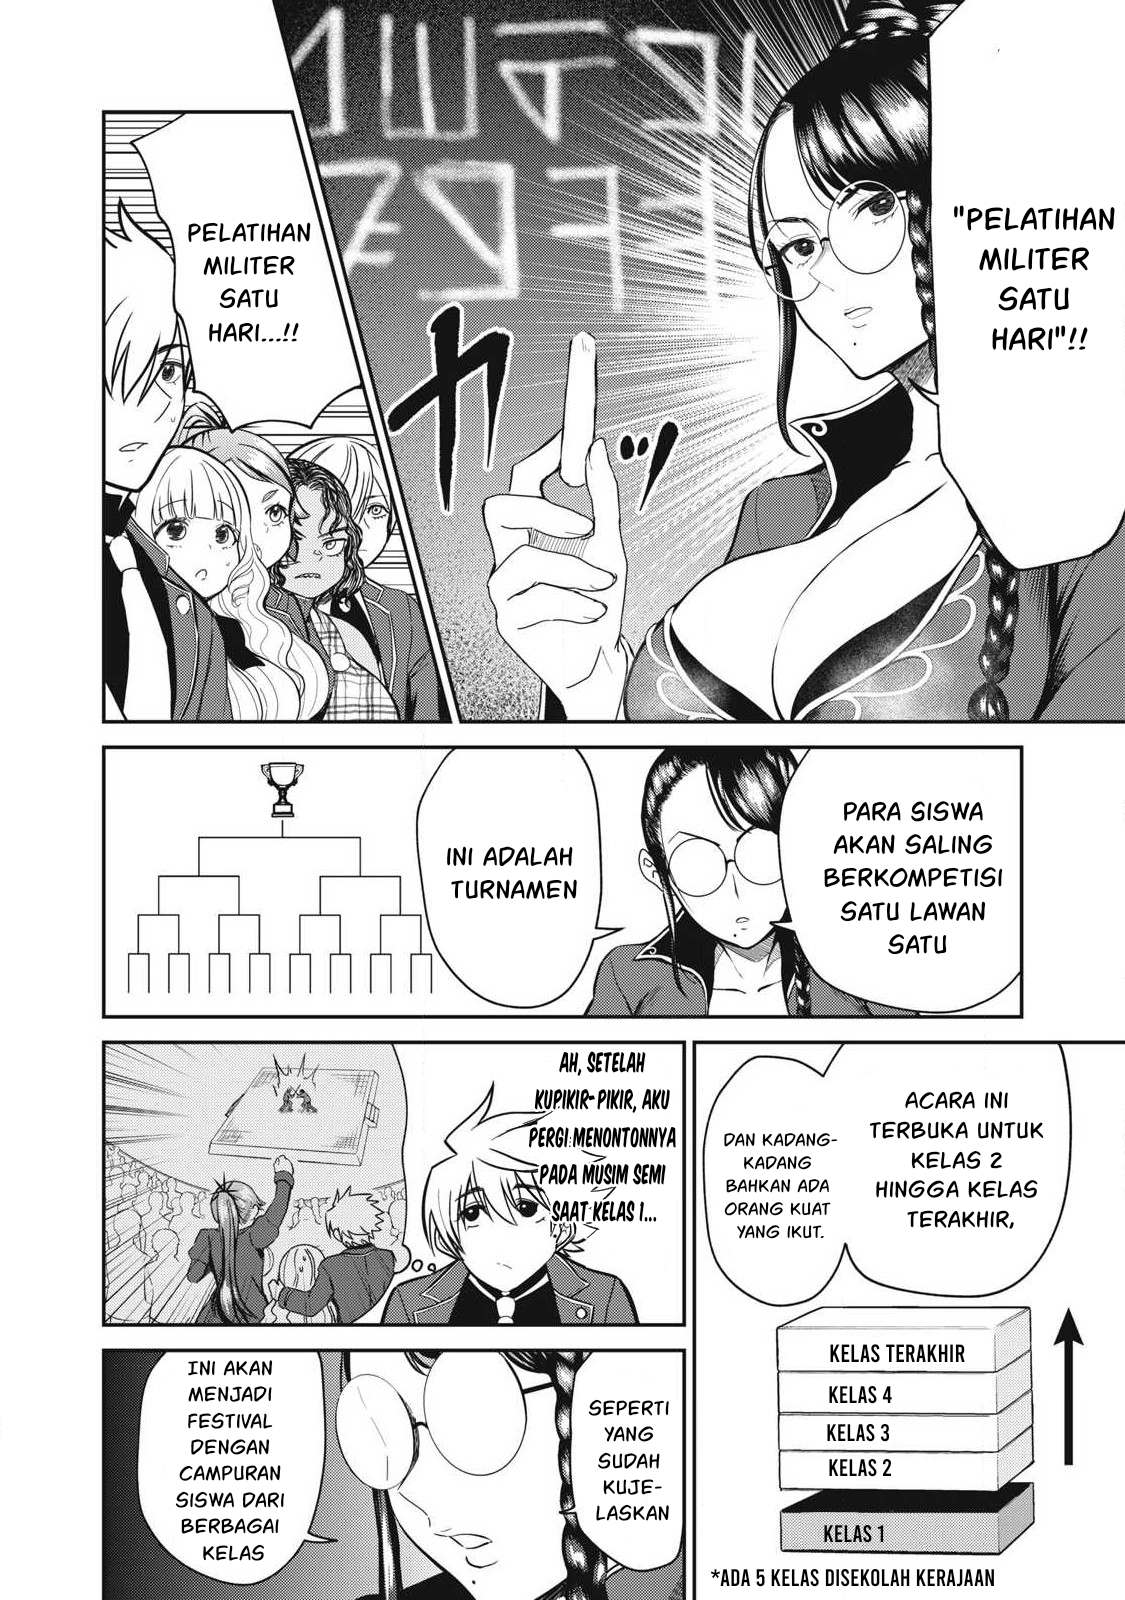 "PELATIHAN
MILITER
SATU
HARI"!!
PELATIHAN
MILITER
SATU
HARI...!!
PARA SISWA
AKAN SALING
BERKOMPETISI
SATU LAWAN
SATU
INI ADALAH
TURNAMEN
ACARA INI
TERBUKA UNTUK
KELAS 2
HINGGA KELAS
TERAKHIR,
DAN KADANG-
KADANG
BAHKAN ADA
ORANG KUAT
YANG IKUT.
KELAS TERAKHIR
KELAS 4
KELAS 3
KELAS 2
KELAS 1
*ADA 5 KELAS DISEKOLAH KERAJAAN
AH, SETELAH
KUPIKIR-PIKIR, AKU
PERGI MENONTONNYA
PADA MUSIM SEMI
SAAT KELAS 1...
SEPERTI
YANG
SUDAH
KUJE-
LASKAN
INI AKAN
MENJADI
FESTIVAL
DENGAN
CAMPURAN
SISWA DARI
BERBAGAI
KELAS